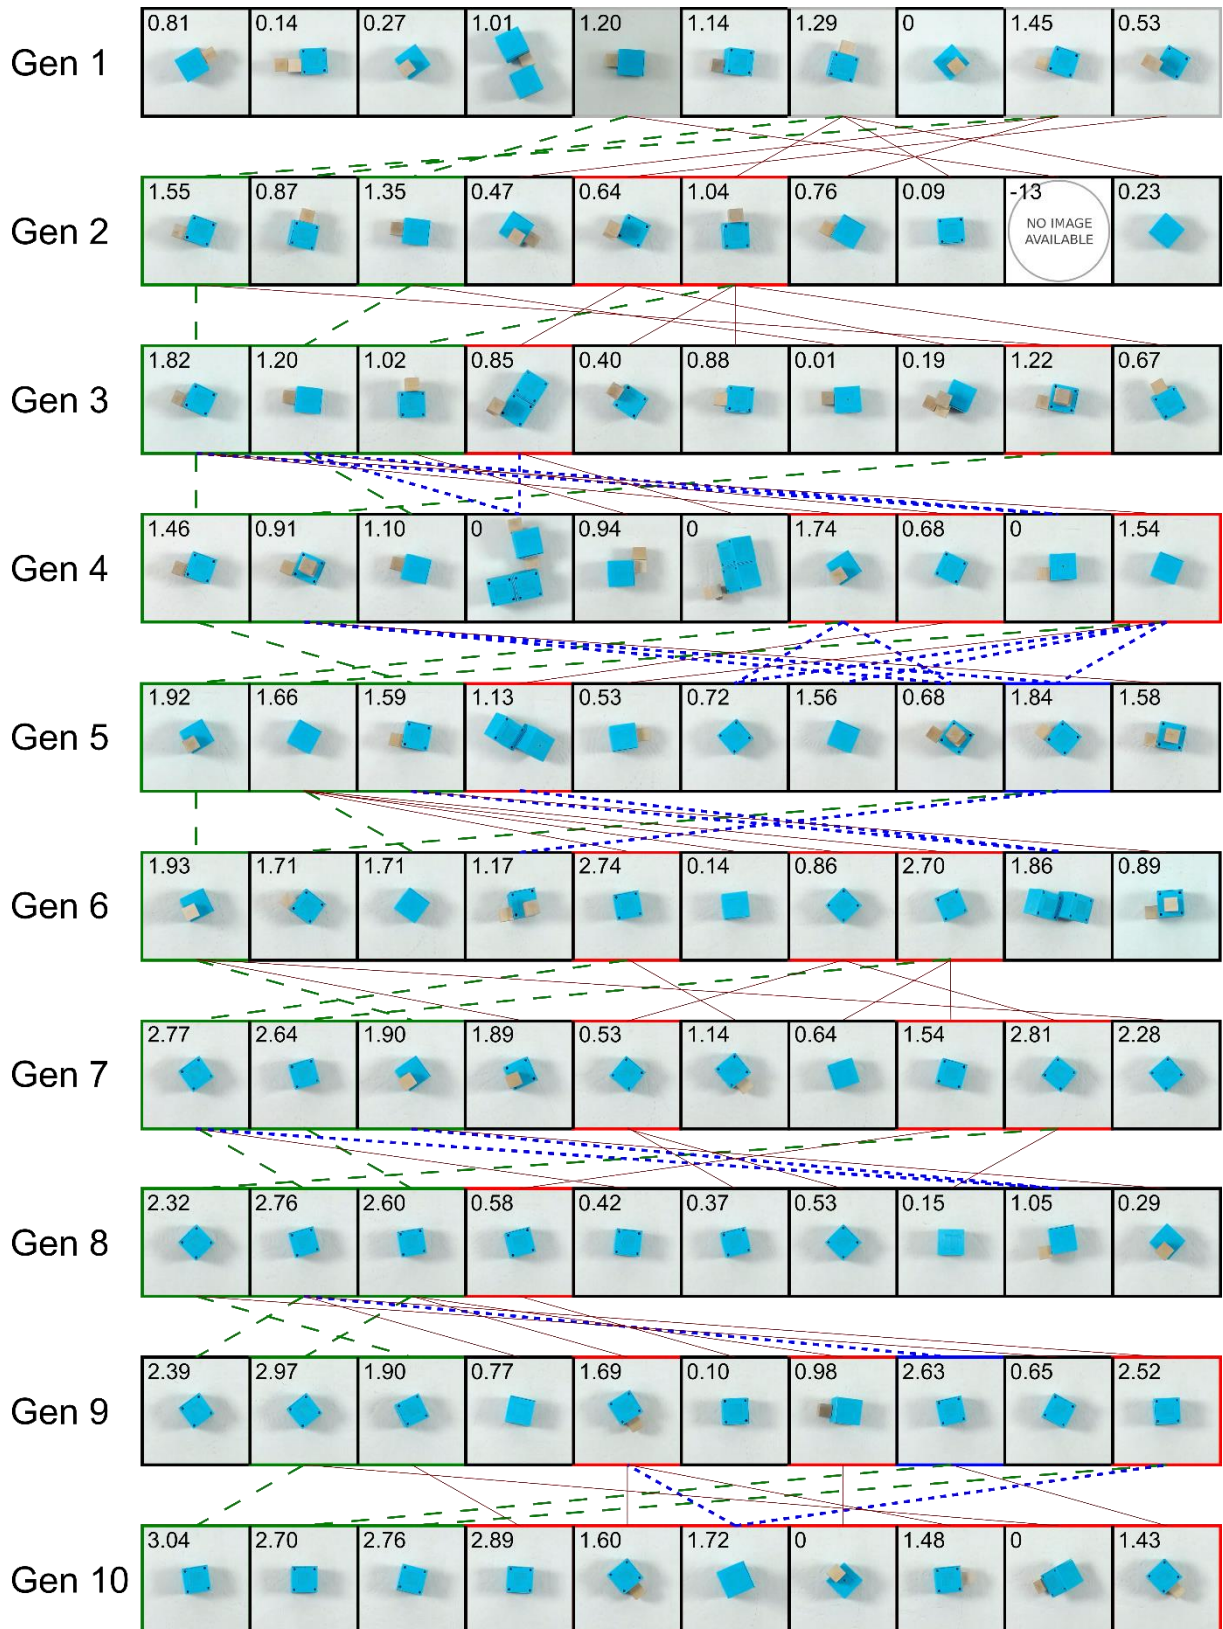 0.81 0.14 0.27 1.01 1.20 1.14 1.29 0 1.45 0.53
Gen 1
1.55 0.87 1.35 0.47 0.64 1.04 0.76 0.09 -13 0.23
Gen 2
NO IMAGE
AVAILABLE
1.82 1.20 1.02 0.85 0.40 0.88 0.01 0.19 1.22 0.67
Gen 3
1.46 0.91 1.10 0 0.94 0 1.74 0.68 0 1.54
Gen 4
1.92 1.66 1.59 1.13 0.53 0.72 1.56 0.68 1.84 1.58
Gen 5
1.93 1.71 1.71 1.17 2.74 0.14 0.86 2.70 1.86 0.89
Gen 6
2.77 2.64 1.90 1.89 0.53 1.14 0.64 1.54 2.81 2.28
Gen 7
2.32 2.76 2.60 0.58 0.42 0.37 0.53 0.15 1.05 0.29
Gen 8
2.39 2.97 1.90 0.77 1.69 0.10 0.98 2.63 0.65 2.52
Gen 9
3.04 2.70 2.76 2.89 1.60 1.72 0 1.48 0 1.43
Gen 10